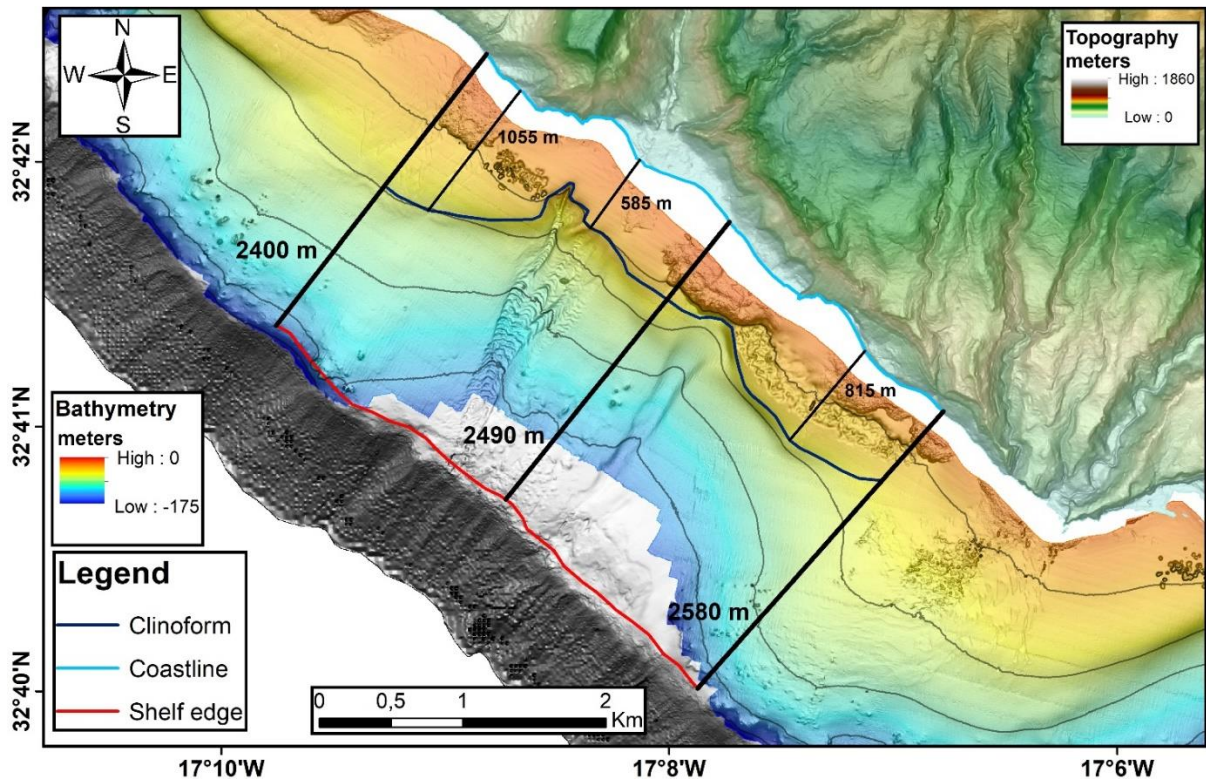 N
W E
S
Topography
meters
High : 1860
Low : 0
32°42'N
32°41'N
32°40'N
1055 m
585 m
815 m
2400 m
2490 m
2580 m
Bathymetry
meters
High : 0
Low : -175
Legend
Clinoform
Coastline
Shelf edge
0 0,5 1 2
Km
17°10'W 17°8'W 17°6'W